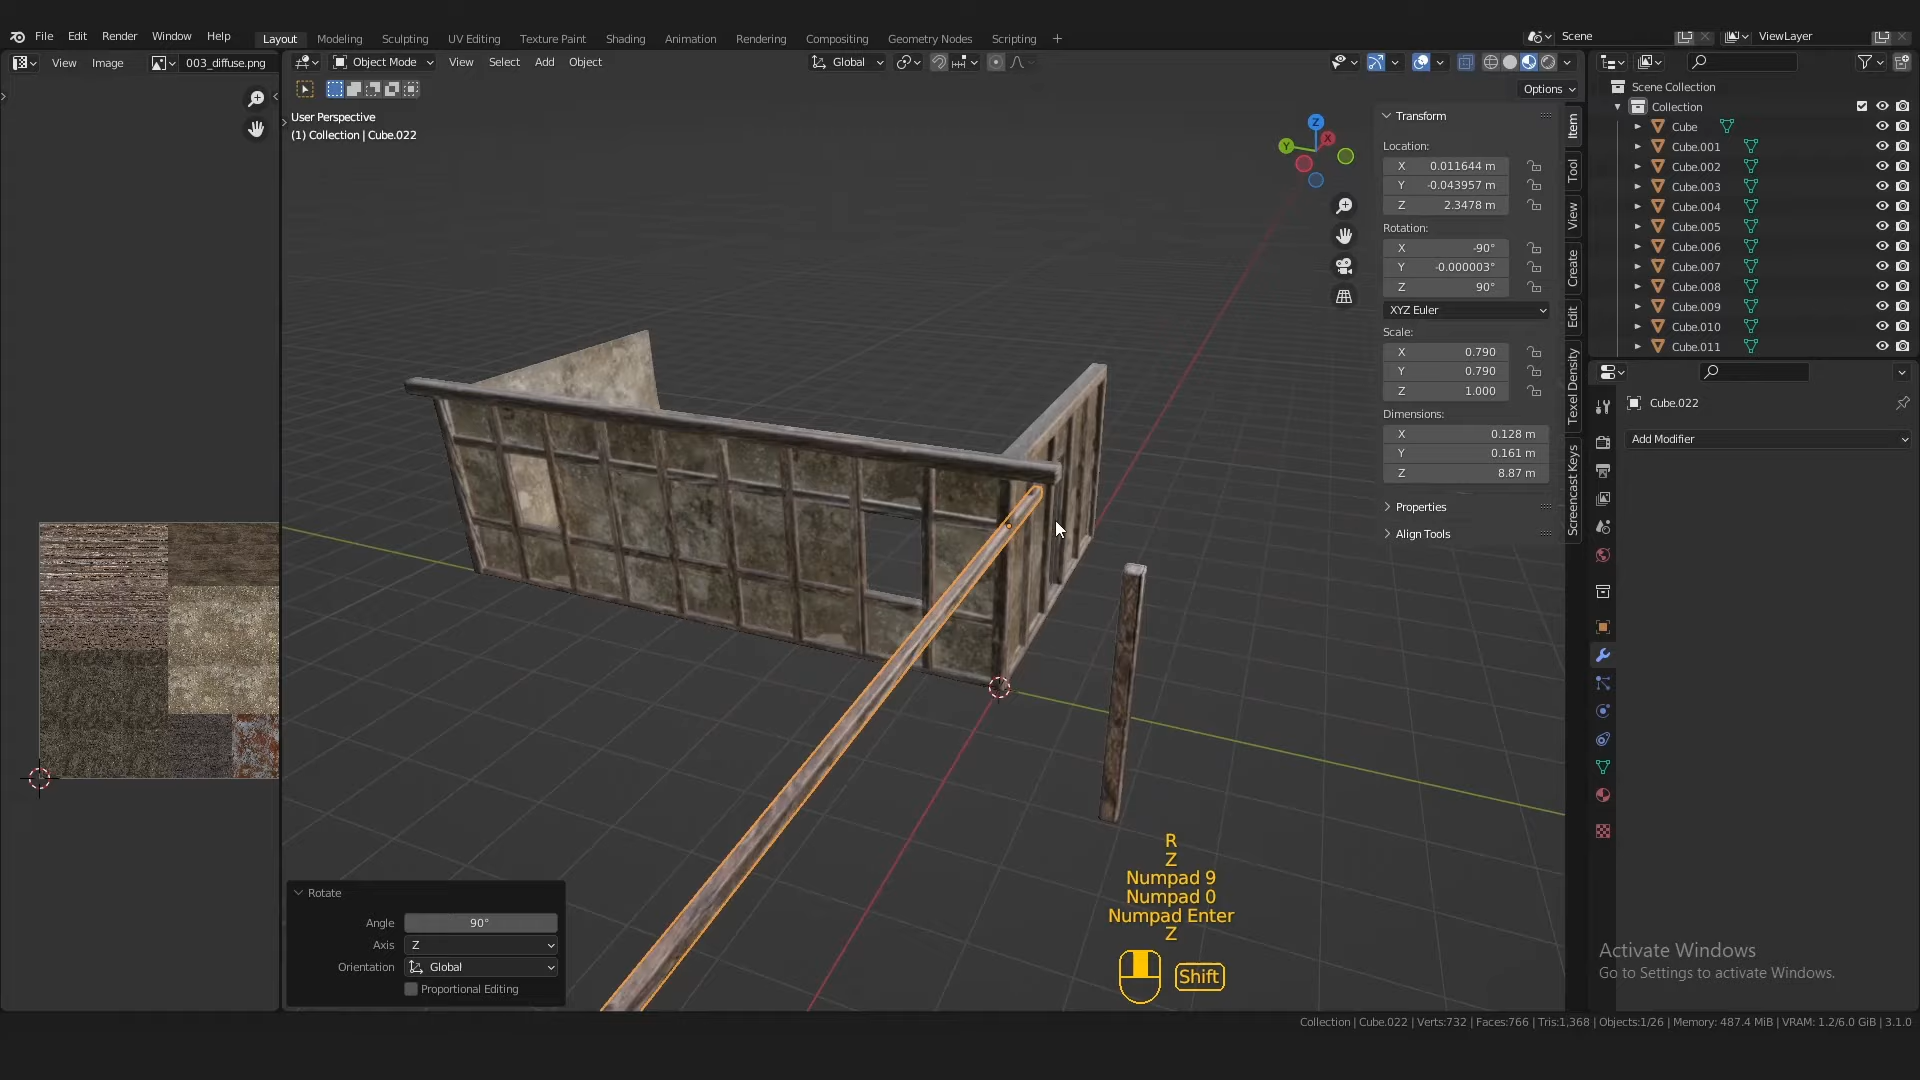 File Edit Render Window Help
Layout Modeling Sculpting UV Editing Texture Paint Shading Animation Rendering Compositing Geometry Nodes Scripting +
Scene
ViewLayer
View Image 003_diffuse.png
Object Mode View Select Add Object
Global
Options
User Perspective
(1) Collection | Cube.022
Z
X
Y
Transform
Location:
X 0.011644 m
Y -0.043957 m
Z 2.3478 m
Rotation:
X -90°
Y -0.000003°
Z 90°
XYZ Euler
Scale:
X 0.790
Y 0.790
Z 1.000
Dimensions:
X 0.128 m
Y 0.161 m
Z 8.87 m
Properties
Align Tools
Item
Tool
View
Create
Edit
Texel Density
Screencast Keys
Scene Collection
Collection
Cube
Cube.001
Cube.002
Cube.003
Cube.004
Cube.005
Cube.006
Cube.007
Cube.008
Cube.009
Cube.010
Cube.011
Cube.022
Add Modifier
R
Z
Numpad 9
Numpad 0
Numpad Enter
Z
Shift
Rotate
Angle 90°
Axis Z
Orientation Global
Proportional Editing
Activate Windows
Go to Settings to activate Windows.
Collection | Cube.022 | Verts:732 | Faces:766 | Tris:1,368 | Objects:1/26 | Memory: 487.4 MiB | VRAM: 1.2/6.0 GiB | 3.1.0